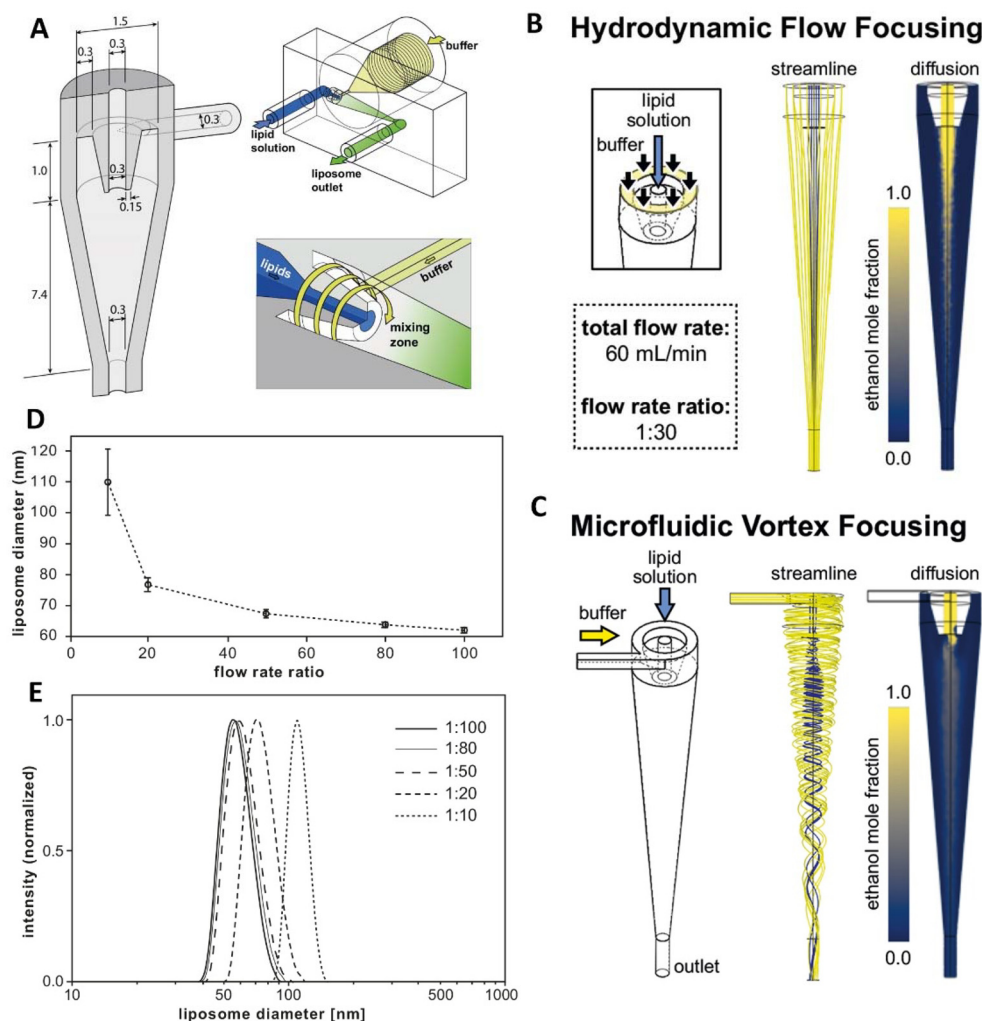 A
1.5
0.3
0.3
0.3
1.0
0.3
0.15
7.4
0.3
buffer
lipid
solution
liposome
outlet
lipids
buffer
mixing
zone
B
Hydrodynamic Flow Focusing
streamline
diffusion
lipid
solution
buffer
1.0
ethanol mole fraction
0.0
total flow rate:
60 mL/min
flow rate ratio:
1:30
C
Microfluidic Vortex Focusing
lipid
solution
streamline
diffusion
buffer
1.0
ethanol mole fraction
0.0
outlet
D
liposome diameter (nm)
120
110
100
90
80
70
60
0
20
40
60
80
100
flow rate ratio
E
intensity (normalized)
1.0
0.5
0.0
1:100
1:80
1:50
1:20
1:10
10
50
100
500
1000
liposome diameter [nm]